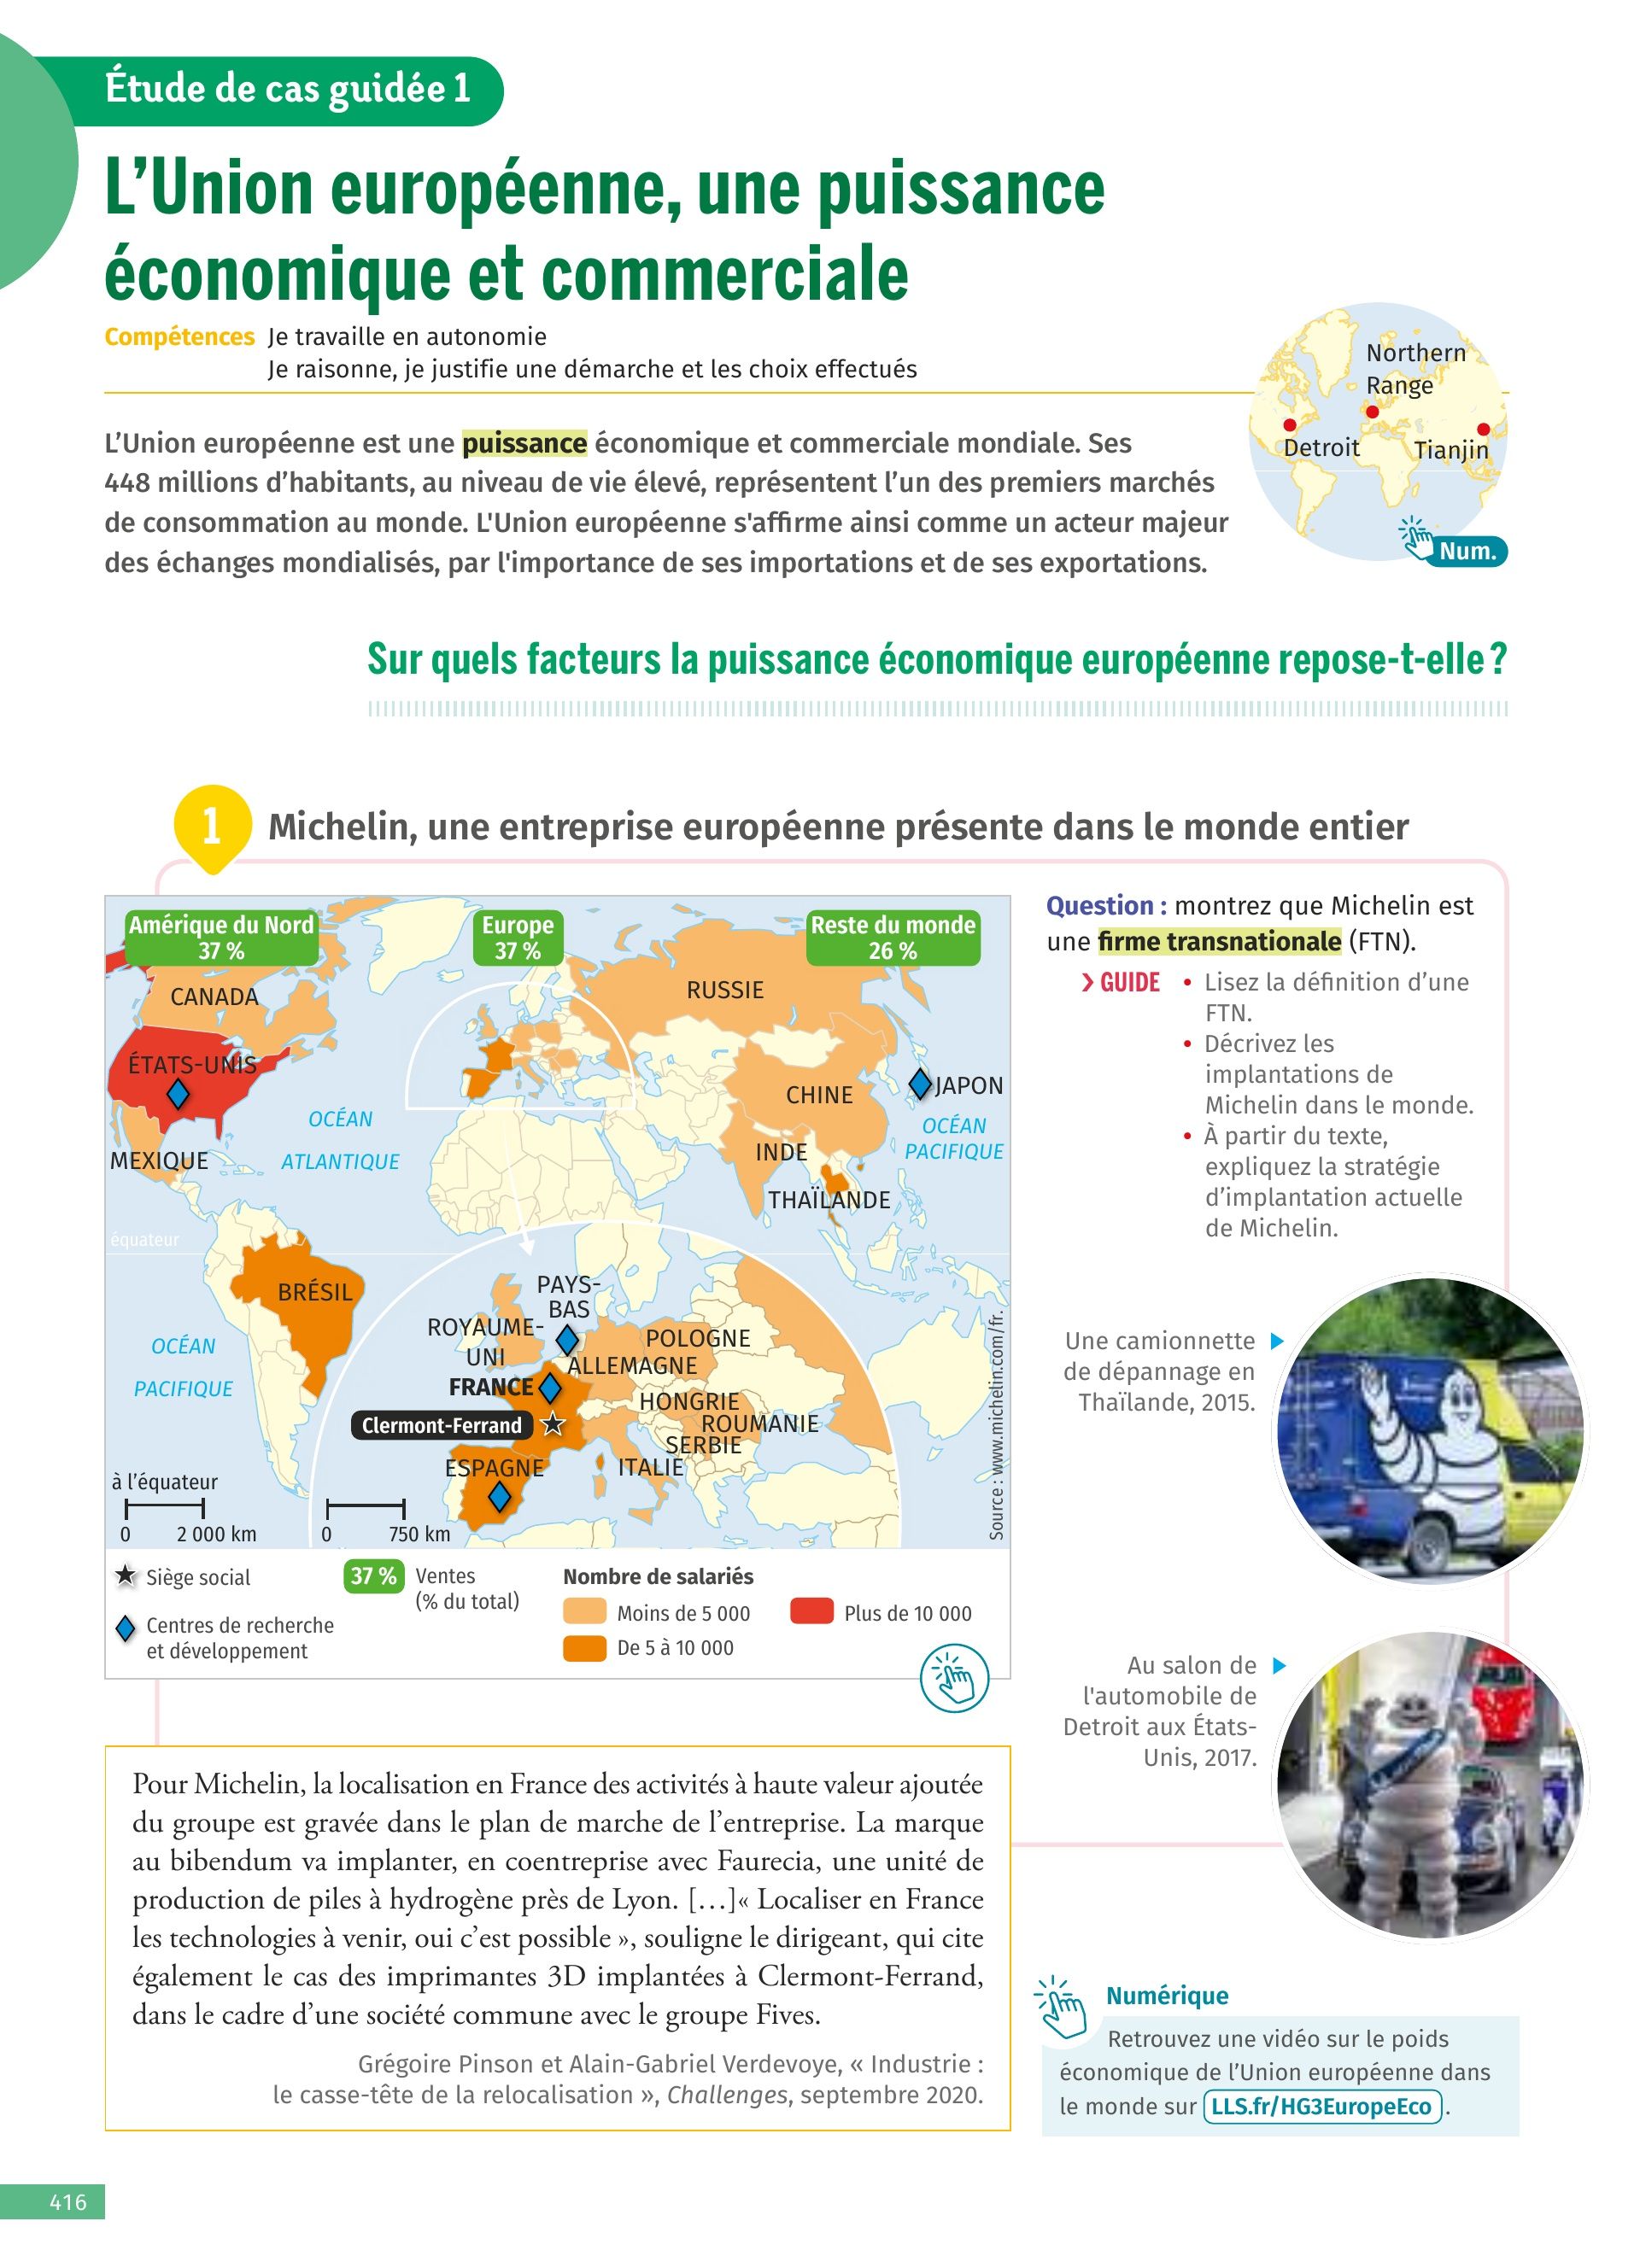 Étude de cas guidée 1
L’Union européenne, une puissance
économique et commerciale
Compétences Je travaille en autonomie
Je raisonne, je justifie une démarche et les choix effectués
L’Union européenne est une puissance économique et commerciale mondiale. Ses
448 millions d’habitants, au niveau de vie élevé, représentent l’un des premiers marchés
de consommation au monde. L'Union européenne s'affirme ainsi comme un acteur majeur
des échanges mondialisés, par l'importance de ses importations et de ses exportations.
Northern
Range
Detroit
Tianjin
Num.
Sur quels facteurs la puissance économique européenne repose-t-elle ?
1
Michelin, une entreprise européenne présente dans le monde entier
Amérique du Nord
37 %
Europe
37 %
Reste du monde
26 %
CANADA
RUSSIE
ÉTATS-UNIS
CHINE
JAPON
OCÉAN
ATLANTIQUE
OCÉAN
PACIFIQUE
MEXIQUE
INDE
THAÏLANDE
équateur
BRÉSIL
OCÉAN
PACIFIQUE
PAYS-
BAS
ROYAUME-
UNI
POLOGNE
ALLEMAGNE
FRANCE
HONGRIE
ROUMANIE
Clermont-Ferrand
SERBIE
ESPAGNE
ITALIE
à l’équateur
0 2 000 km
0 750 km
Source : www.michelin.com/fr.
Siège social
Centres de recherche
et développement
37 %
Ventes
(% du total)
Nombre de salariés
Moins de 5 000
De 5 à 10 000
Plus de 10 000
Question : montrez que Michelin est
une firme transnationale (FTN).
❯ GUIDE • Lisez la définition d’une
FTN.
• Décrivez les
implantations de
Michelin dans le monde.
• À partir du texte,
expliquez la stratégie
d’implantation actuelle
de Michelin.
Une camionnette
de dépannage en
Thaïlande, 2015.
Au salon de
l'automobile de
Detroit aux États-
Unis, 2017.
Pour Michelin, la localisation en France des activités à haute valeur ajoutée
du groupe est gravée dans le plan de marche de l’entreprise. La marque
au bibendum va implanter, en coentreprise avec Faurecia, une unité de
production de piles à hydrogène près de Lyon. […]« Localiser en France
les technologies à venir, oui c’est possible », souligne le dirigeant, qui cite
également le cas des imprimantes 3D implantées à Clermont-Ferrand,
dans le cadre d’une société commune avec le groupe Fives.
Grégoire Pinson et Alain-Gabriel Verdevoye, « Industrie :
le casse-tête de la relocalisation », Challenges, septembre 2020.
Numérique
Retrouvez une vidéo sur le poids
économique de l’Union européenne dans
le monde sur LLS.fr/HG3EuropeEco .
416